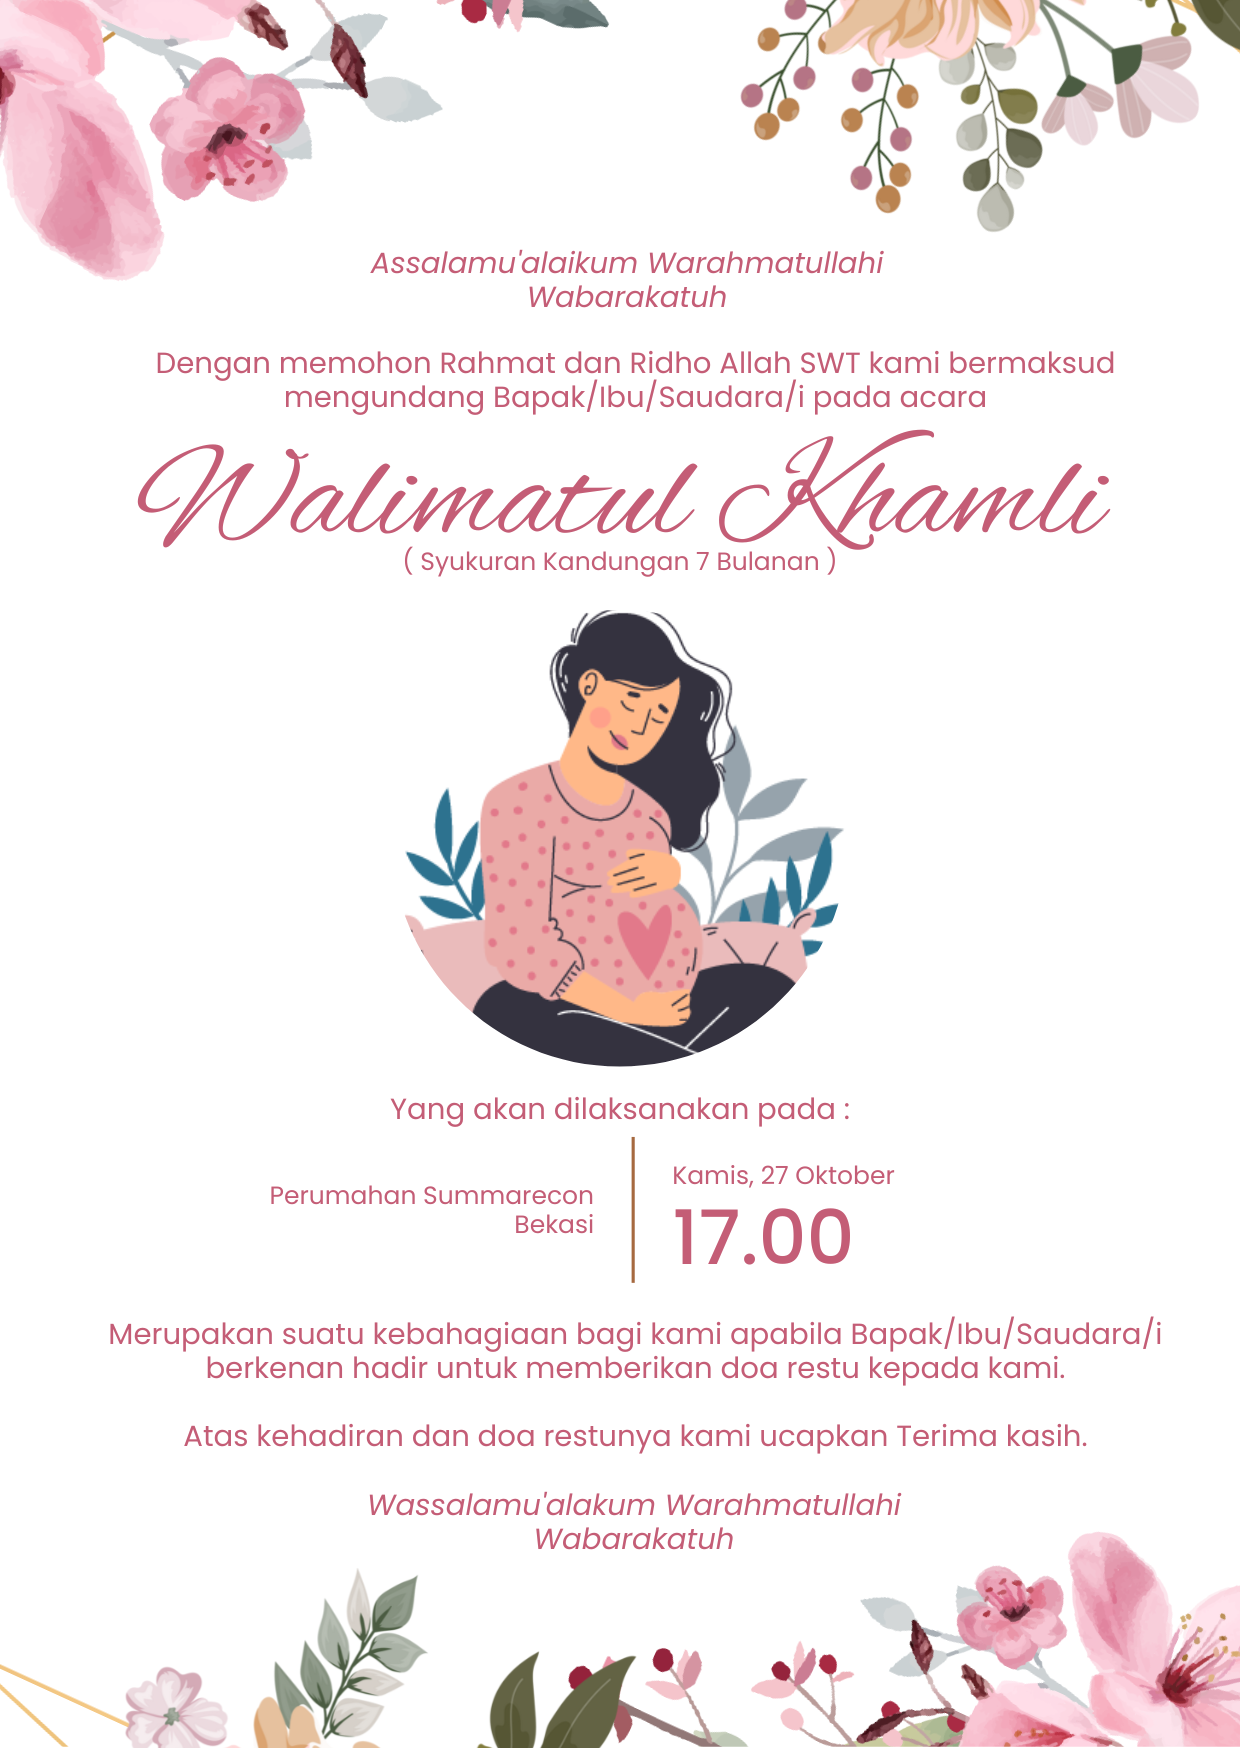 Assalamu'alaikum Warahmatullahi
Wabarakatuh
Dengan memohon Rahmat dan Ridho Allah SWT kami bermaksud
mengundang Bapak/Ibu/Saudara/i pada acara
Walimatul Khamli
( Syukuran Kandungan 7 Bulanan )
Yang akan dilaksanakan pada :
Perumahan Summarecon
Bekasi
Kamis, 27 Oktober
17.00
Merupakan suatu kebahagiaan bagi kami apabila Bapak/Ibu/Saudara/i
berkenan hadir untuk memberikan doa restu kepada kami.
Atas kehadiran dan doa restunya kami ucapkan Terima kasih.
Wassalamu'alakum Warahmatullahi
Wabarakatuh